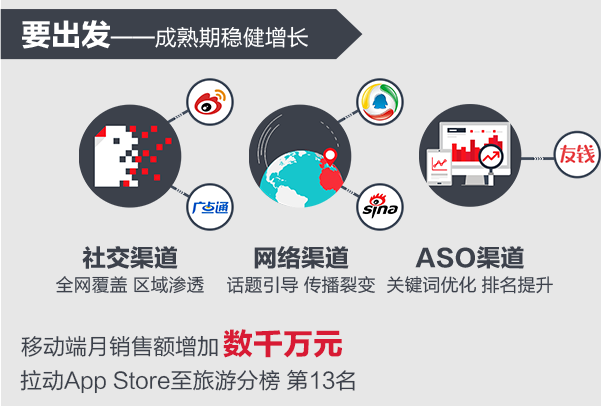 要出发——成熟期稳健增长
广点通
sina
友钱
社交渠道
网络渠道
ASO渠道
全网覆盖 区域渗透
话题引导 传播裂变
关键词优化 排名提升
移动端月销售额增加 数千万元
拉动App Store至旅游分榜 第13名